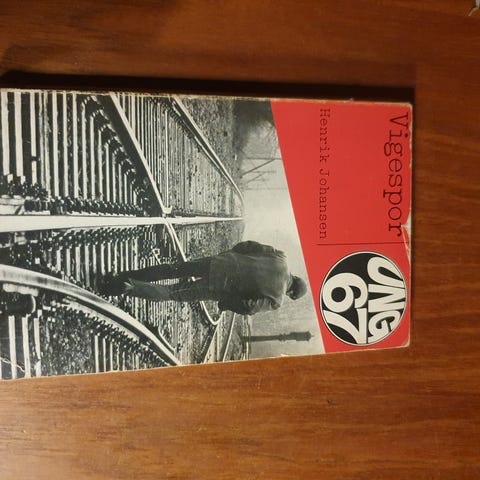 Vigespor
Henrik Johansen
UNG
67